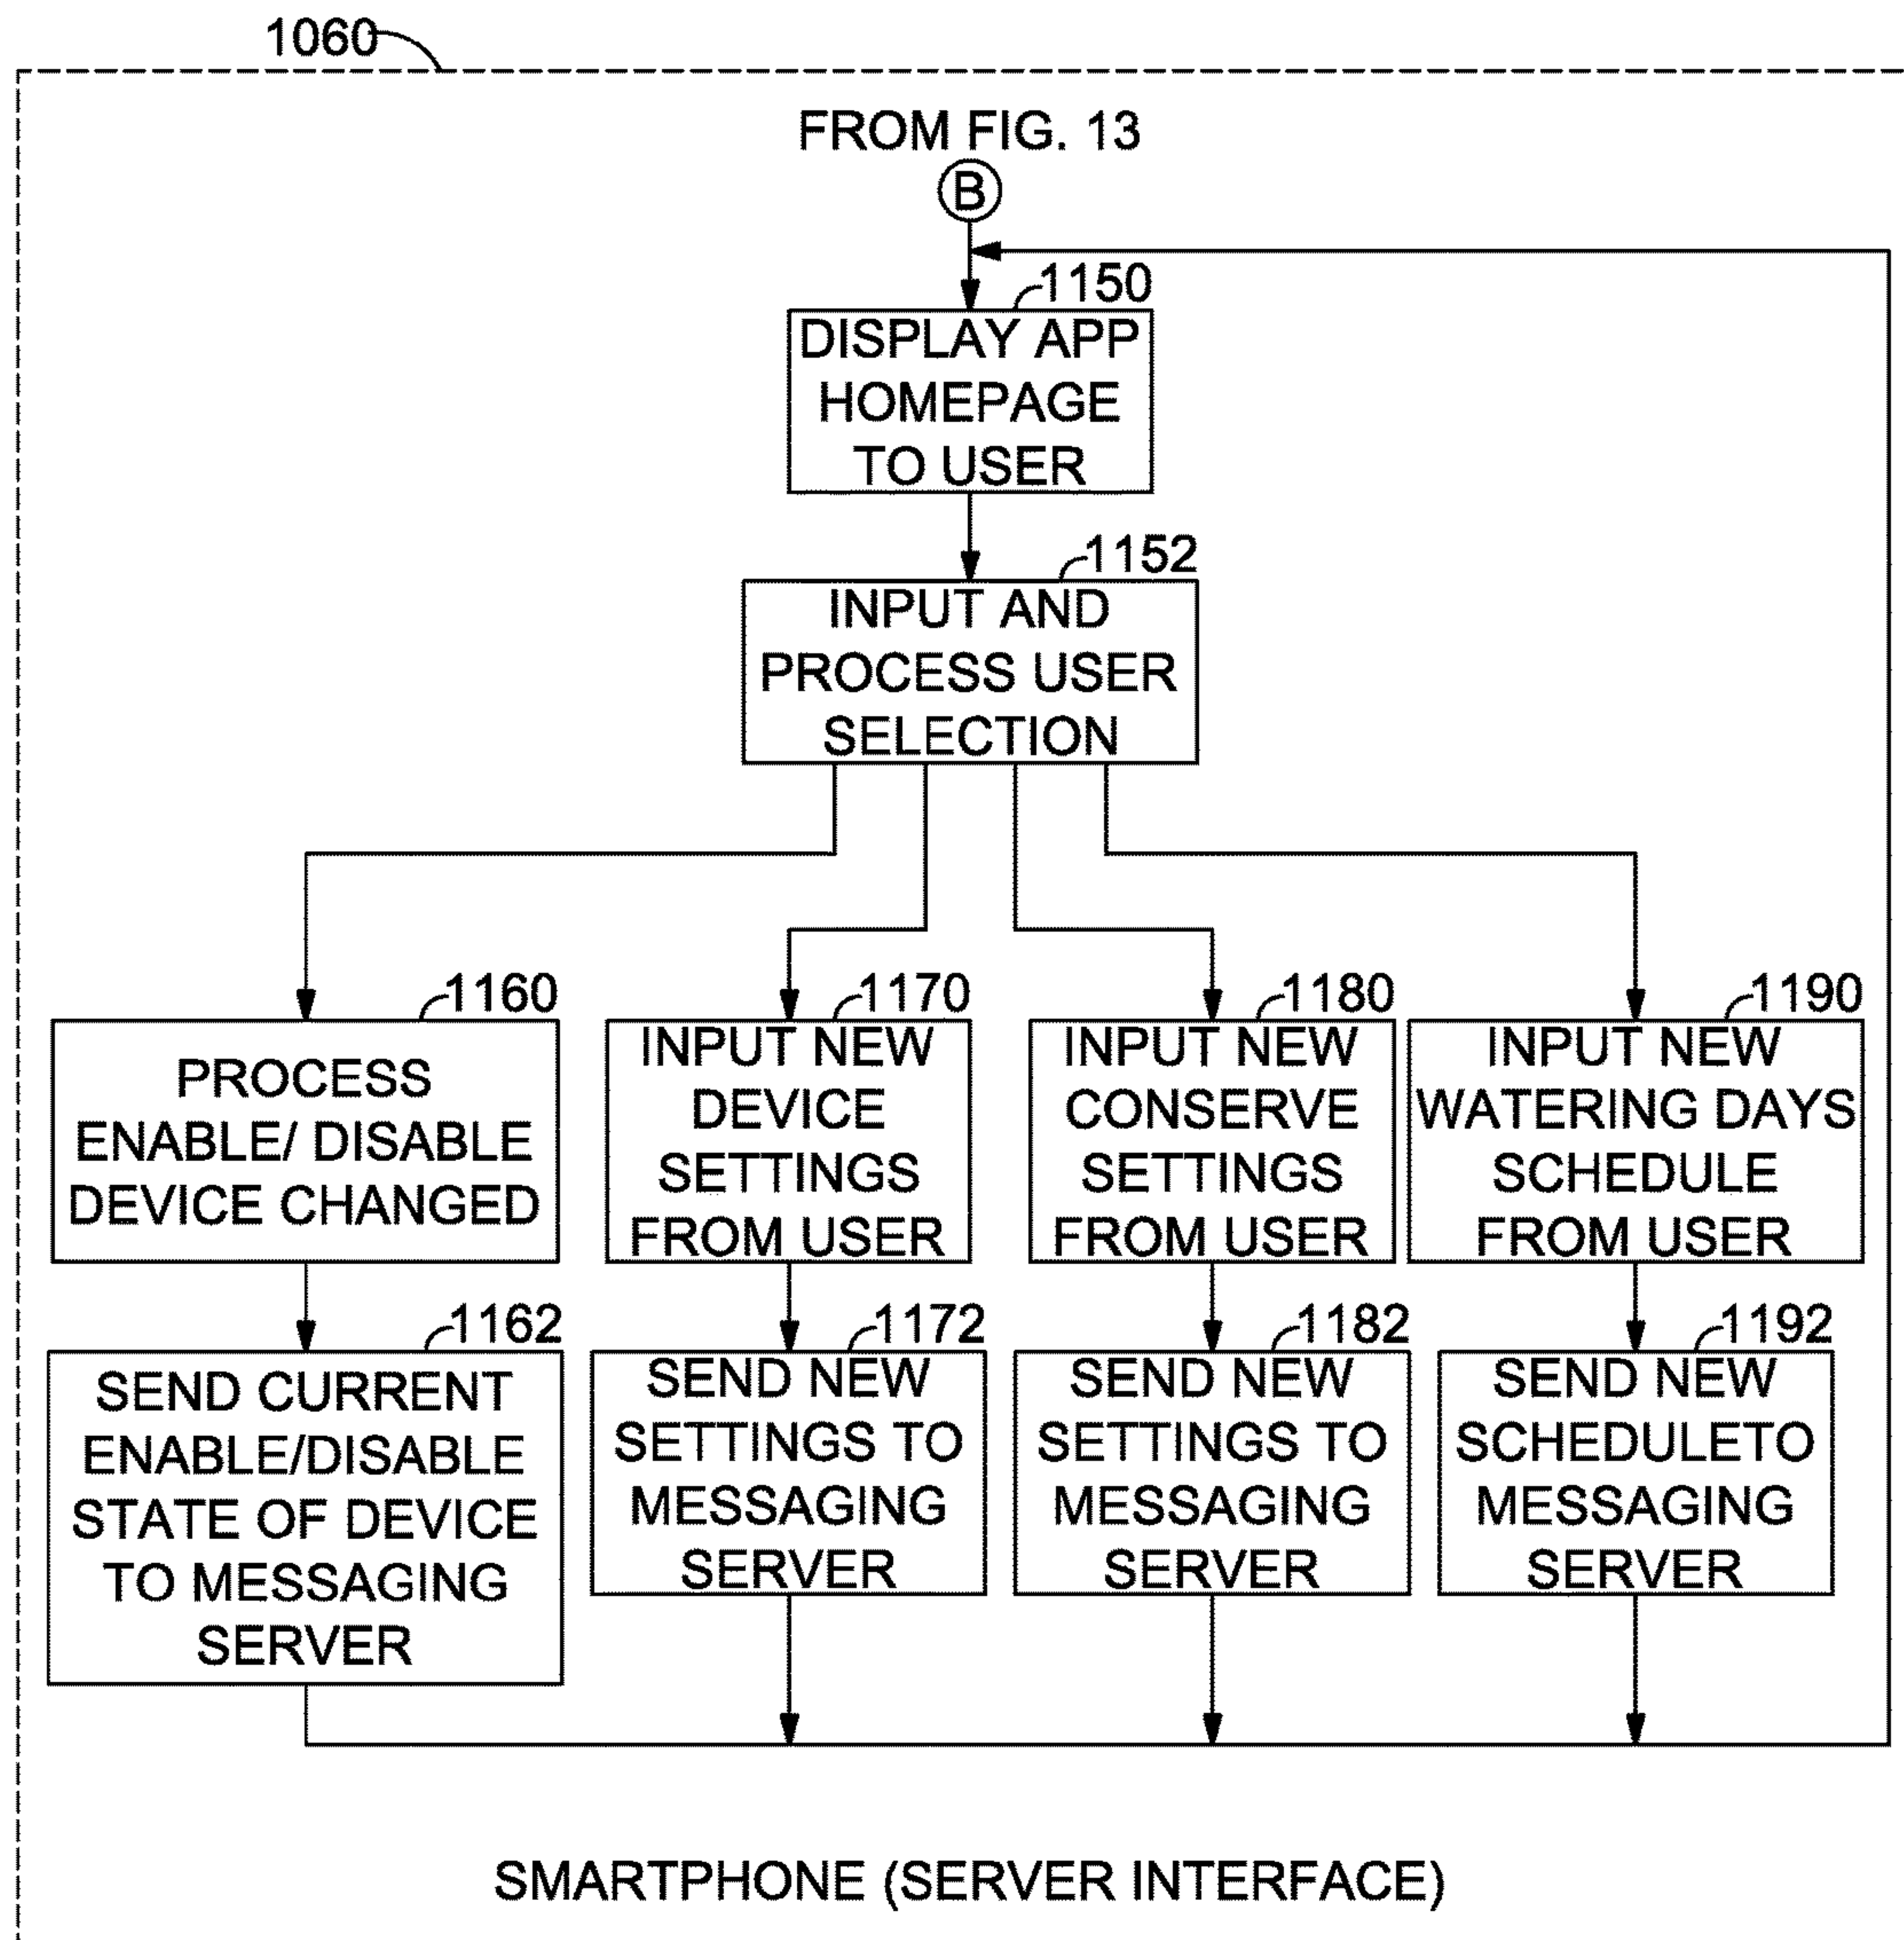 1060
FROM FIG. 13
B
1150
DISPLAY APP
HOMEPAGE
TO USER
1152
INPUT AND
PROCESS USER
SELECTION
1160
PROCESS
ENABLE/ DISABLE
DEVICE CHANGED
1170
INPUT NEW
DEVICE
SETTINGS
FROM USER
1180
INPUT NEW
CONSERVE
SETTINGS
FROM USER
1190
INPUT NEW
WATERING DAYS
SCHEDULE
FROM USER
1162
SEND CURRENT
ENABLE/DISABLE
STATE OF DEVICE
TO MESSAGING
SERVER
1172
SEND NEW
SETTINGS TO
MESSAGING
SERVER
1182
SEND NEW
SETTINGS TO
MESSAGING
SERVER
1192
SEND NEW
SCHEDULETO
MESSAGING
SERVER
SMARTPHONE (SERVER INTERFACE)